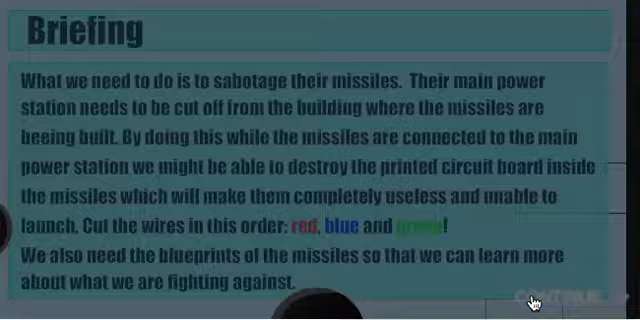 Briefing
What we need to do is to sabotage their missiles. Their main power
station needs to be cut off from the building where the missiles are
beeing built. By doing this while the missiles are connected to the main
power station we might be able to destroy the printed circuit board inside
the missiles which will make them completely useless and unable to
launch. Cut the wires in this order: red, blue and green!
We also need the blueprints of the missiles so that we can learn more
about what we are fighting against.
CONTINUE